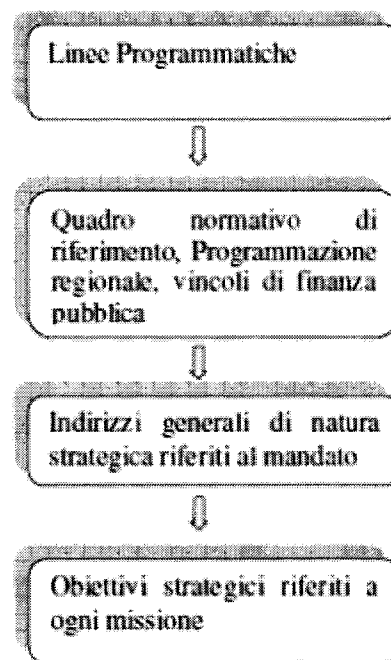 Linee Programmatiche
Quadro normativo di
riferimento, Programmazione
regionale, vincoli di finanza
pubblica
Indirizzi generali di natura
strategica riferiti al mandato
Obiettivi strategici riferiti a
ogni missione